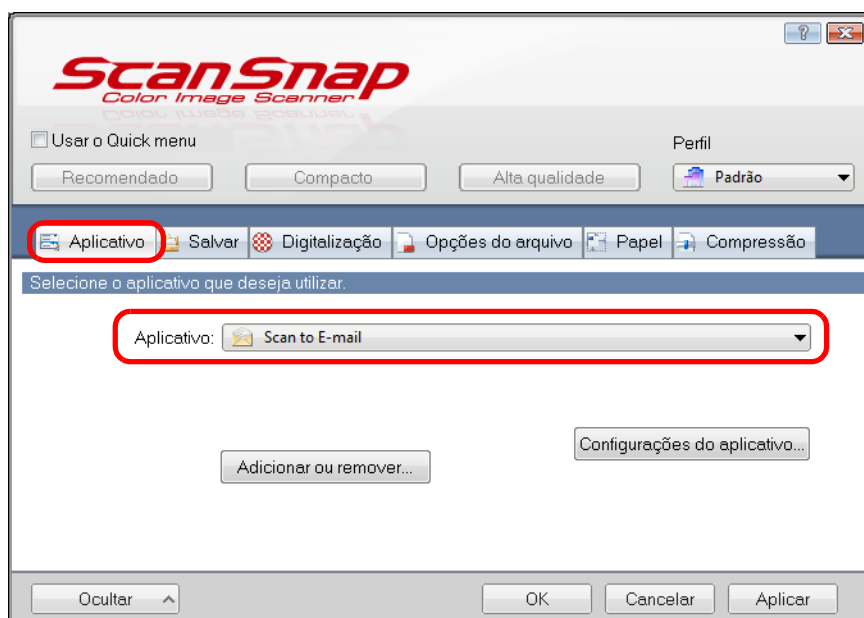 ScanSnap
Color Image Scanner
Usar o Quick menu
Perfil
Recomendado Compacto Alta qualidade Padrão
Aplicativo Salvar Digitalização Opções do arquivo Papel Compressão
Selecione o aplicativo que deseja utilizar.
Aplicativo: Scan to E-mail
Configurações do aplicativo...
Adicionar ou remover...
Ocultar OK Cancelar Aplicar